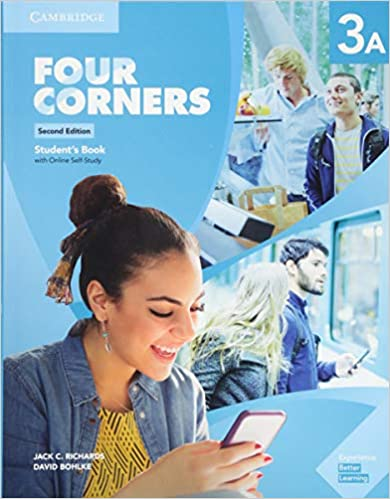 CAMBRIDGE
3A
FOUR
CORNERS
Second Edition
Student's Book
with Online Self-Study
JACK C. RICHARDS
DAVID BOHLKE
Experience
Better
Learning